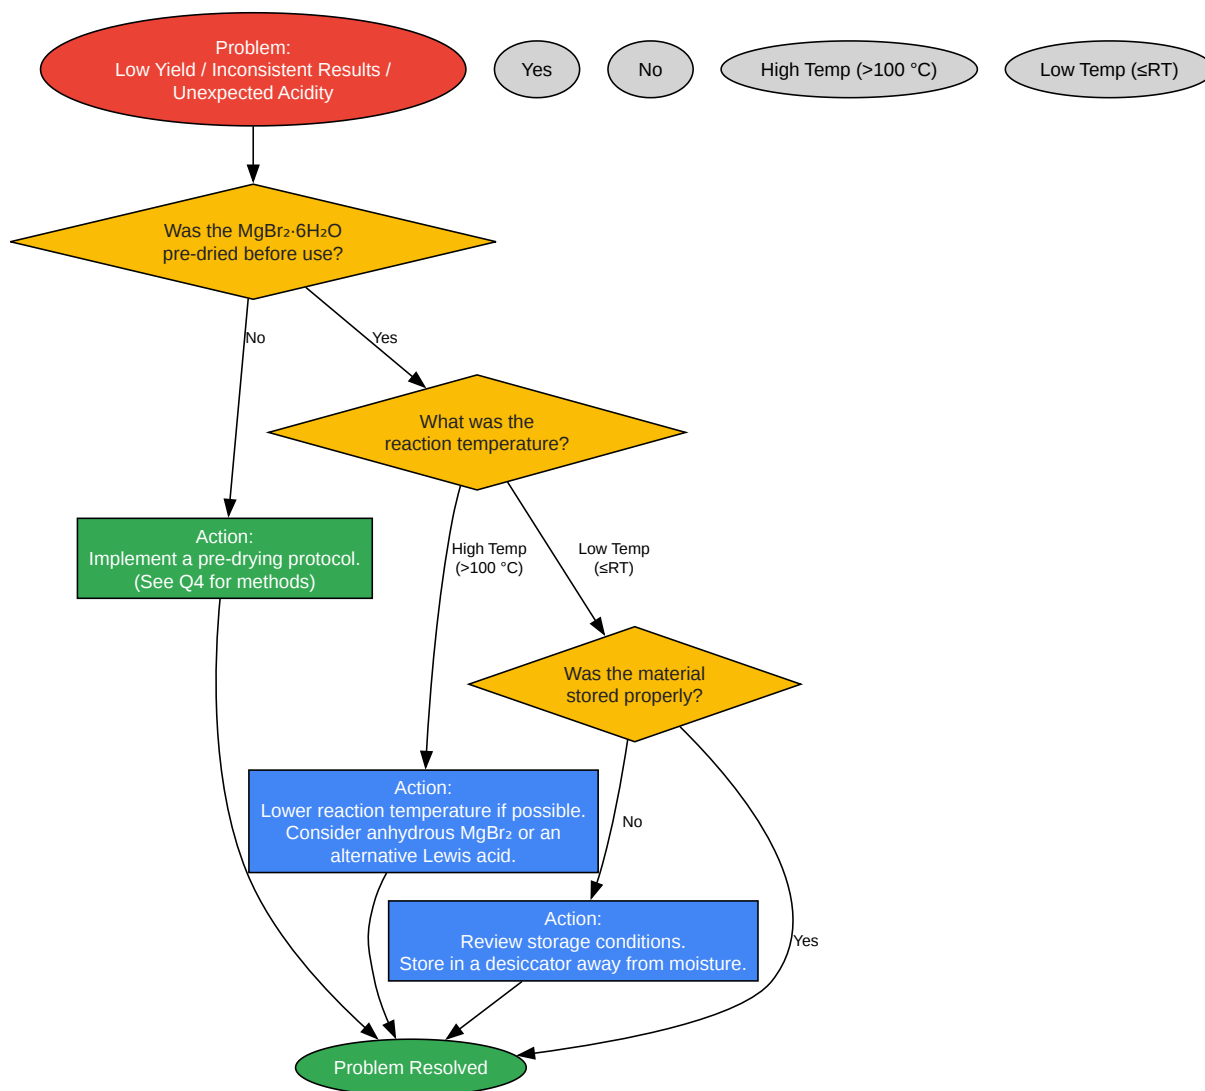 Problem:
Low Yield / Inconsistent Results /
Unexpected Acidity
Yes
No
High Temp (>100 °C)
Low Temp (≤RT)
Was the MgBr₂·6H₂O
pre-dried before use?
No
Yes
What was the
reaction temperature?
Action:
Implement a pre-drying protocol.
(See Q4 for methods)
High Temp
(>100 °C)
Low Temp
(≤RT)
Was the material
stored properly?
Action:
Lower reaction temperature if possible.
Consider anhydrous MgBr₂ or an
alternative Lewis acid.
No
Action:
Review storage conditions.
Store in a desiccator away from moisture.
Yes
Problem Resolved